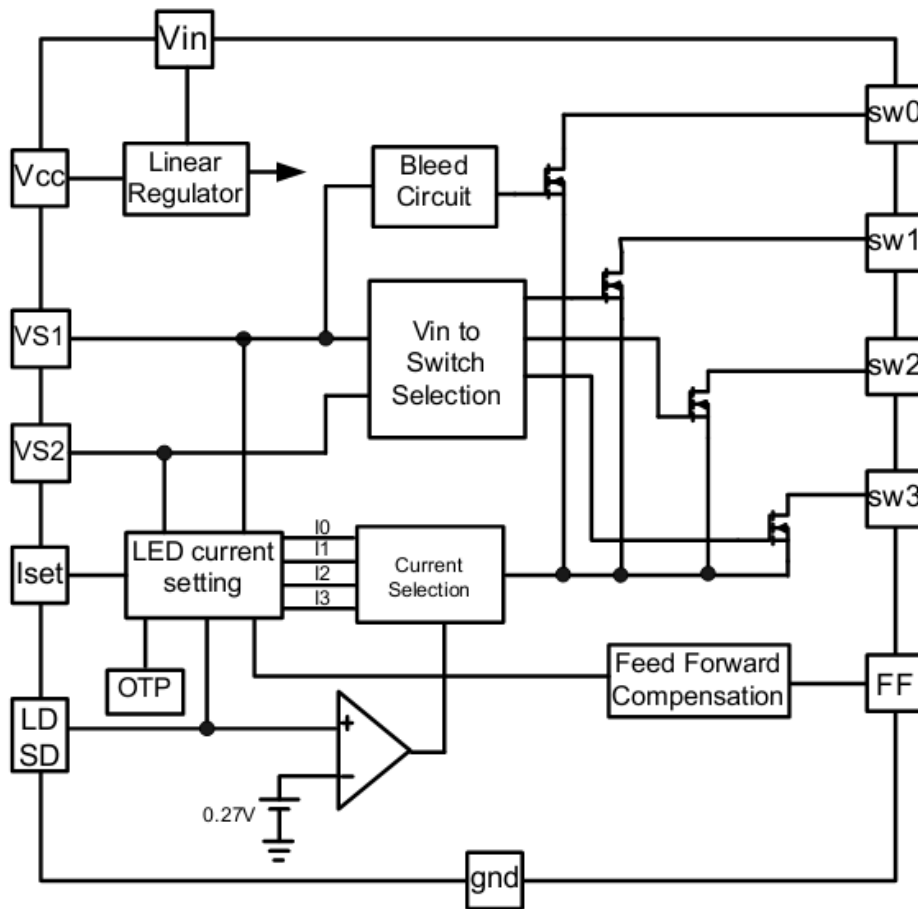 Vin
sw0
Vcc
Linear
Regulator
Bleed
Circuit
sw1
VS1
Vin to
Switch
Selection
sw2
VS2
sw3
Iset
LED current
setting
I0
I1
I2
I3
Current
Selection
OTP
Feed Forward
Compensation
FF
LD
SD
+
−
0.27V
gnd